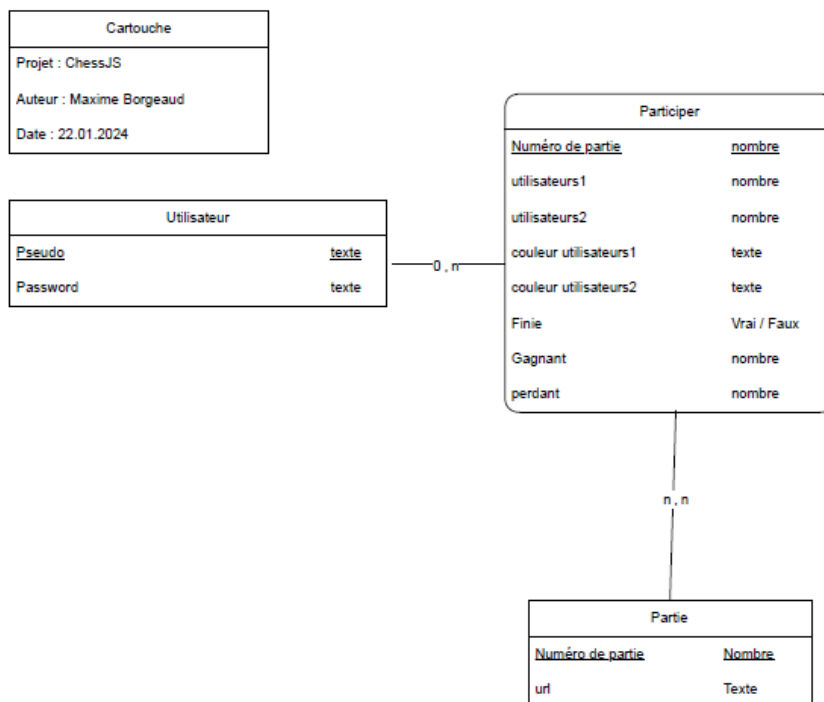 Cartouche
Projet : ChessJS
Auteur : Maxime Borgeaud
Date : 22.01.2024
Participer
Numéro de partie nombre
utilisateurs1 nombre
utilisateurs2 nombre
couleur utilisateurs1 texte
couleur utilisateurs2 texte
Finie Vrai / Faux
Gagnant nombre
perdant nombre
Utilisateur
Pseudo texte
Password texte
0 , n
n , n
Partie
Numéro de partie Nombre
url Texte